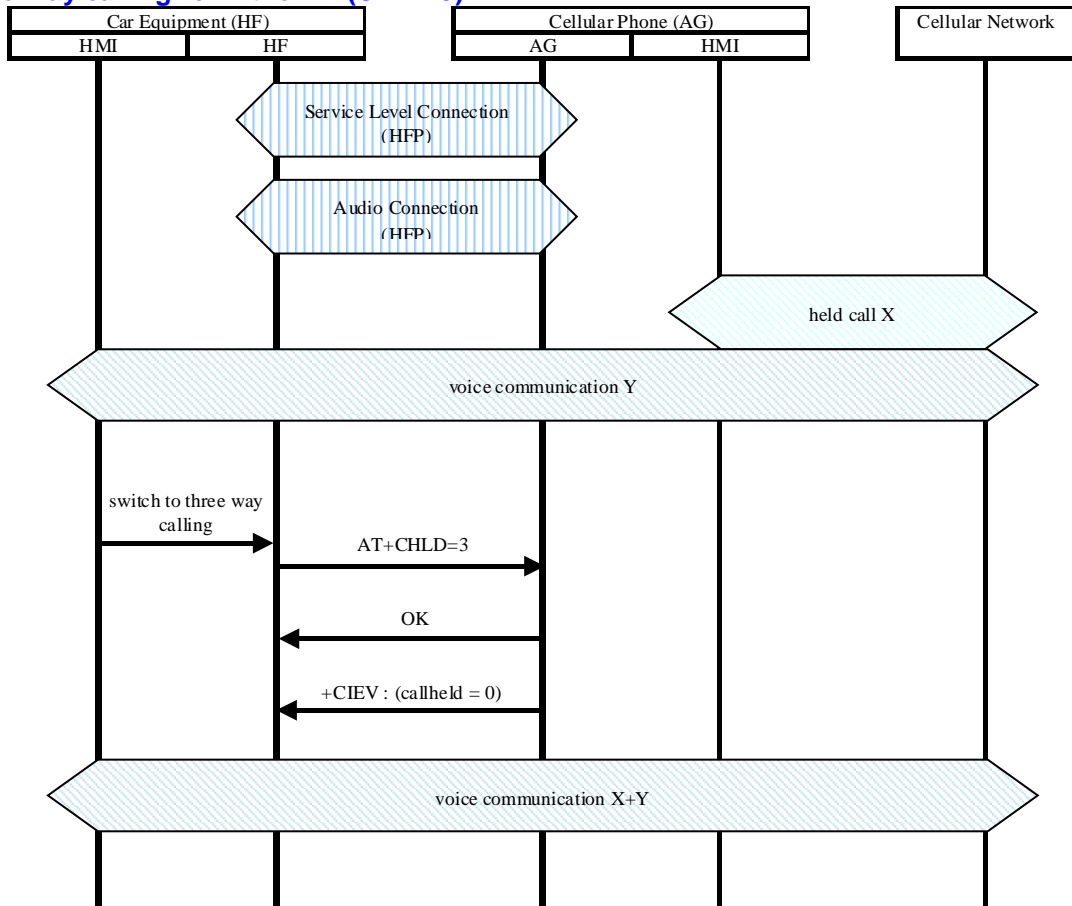 Car Equipment (HF)
Cellular Phone (AG)
Cellular Network
HMI
HF
AG
HMI
Service Level Connection
(HFP)
Audio Connection
(HFP)
held call X
voice communication Y
switch to three way
calling
AT+CHLD=3
OK
+CIEV : (callheld = 0)
voice communication X+Y